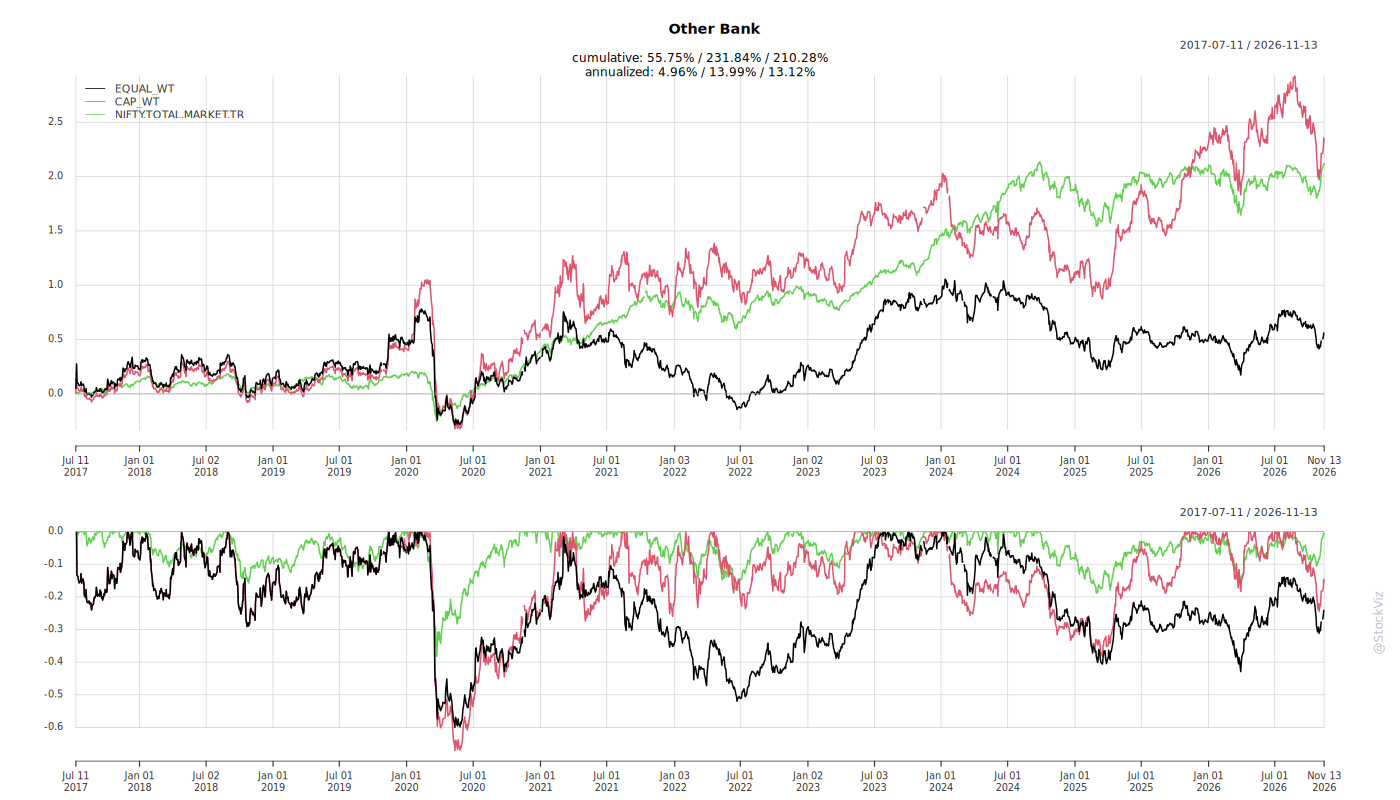 Other Bank
2017-07-11 / 2026-11-13
cumulative: 55.75% / 231.84% / 210.28%
annualized: 4.96% / 13.99% / 13.12%
EQUAL_WT
CAP_WT
NIFTY.TOTAL.MARKET.TR
2.5
2.0
1.5
1.0
0.5
0.0
Jul 11 Jan 01 Jul 02 Jan 01 Jul 01 Jan 01 Jul 01 Jan 01 Jul 01 Jan 03 Jul 01 Jan 02 Jul 03 Jan 01 Jul 01 Jan 01 Jul 01 Jan 01 Jul 01 Nov 13
2017 2018 2018 2019 2019 2020 2020 2021 2021 2022 2022 2023 2023 2024 2024 2025 2025 2026 2026 2026
2017-07-11 / 2026-11-13
0.0
-0.1
-0.2
-0.3
-0.4
-0.5
-0.6
Jul 11 Jan 01 Jul 02 Jan 01 Jul 01 Jan 01 Jul 01 Jan 01 Jul 01 Jan 03 Jul 01 Jan 02 Jul 03 Jan 01 Jul 01 Jan 01 Jul 01 Jan 01 Jul 01 Nov 13
2017 2018 2018 2019 2019 2020 2020 2021 2021 2022 2022 2023 2023 2024 2024 2025 2025 2026 2026 2026
@StockViz